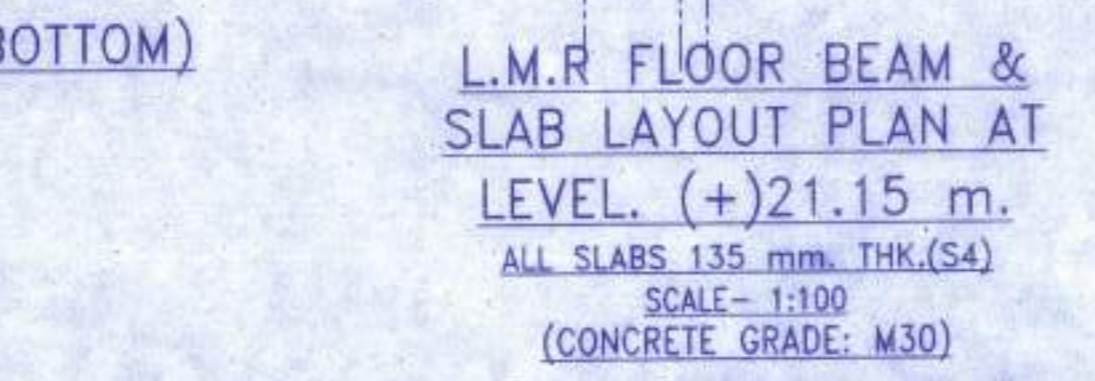 BOTTOM)
L.M.R FLOOR BEAM &
SLAB LAYOUT PLAN AT
LEVEL. (+)21.15 m.
ALL SLABS 135 mm. THK.(S4)
SCALE- 1:100
(CONCRETE GRADE: M30)